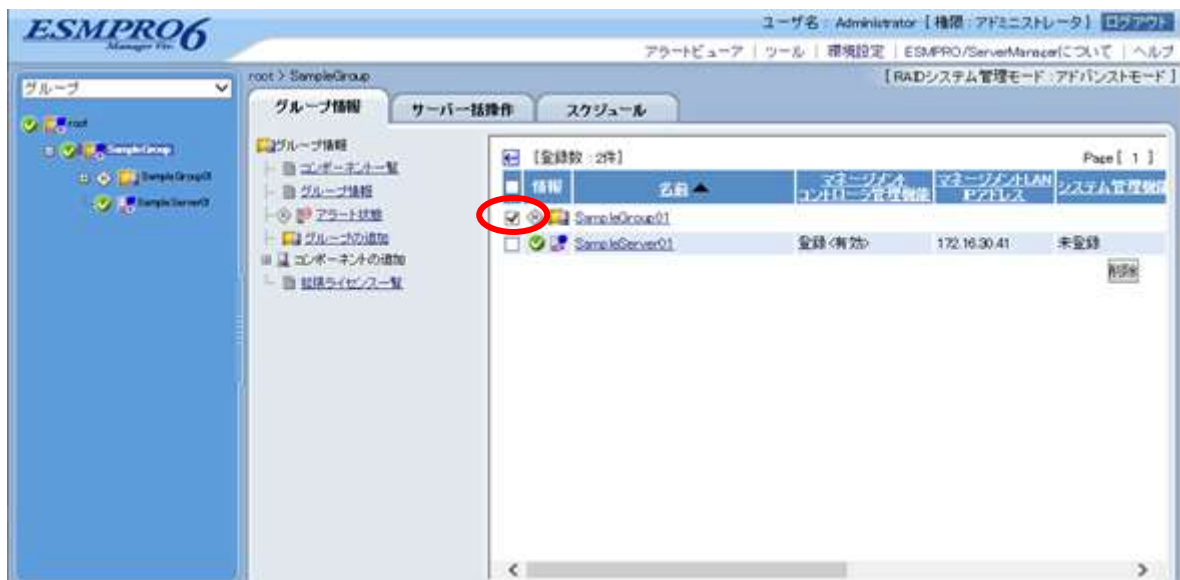 ESMPRO6
Manager Ver.
ユーザ名 : Administrator [ 権限 : アドミニストレータ ] ログアウト
アラートビューア | ツール | 環境設定 | ESMPRO/ServerManagerについて | ヘルプ
グループ
root > SampleGroup
[ RAIDシステム管理モード : アドバンストモード ]
グループ情報 サーバー括操作 スケジュール
root
SampleGroup
SampleGroup01
SampleServer01
グループ情報
コンポーネント一覧
グループ情報
アラート状態
グループの追加
コンポーネントの追加
拡張ライセンス一覧
[登録数 : 2件]
Page [ 1 ]
情報 名前 ▲ マネージメントコントローラ管理機能 マネージメントLAN IPアドレス システム管理機能
SampleGroup01
SampleServer01 登録<有効> 172.16.30.41 未登録
削除